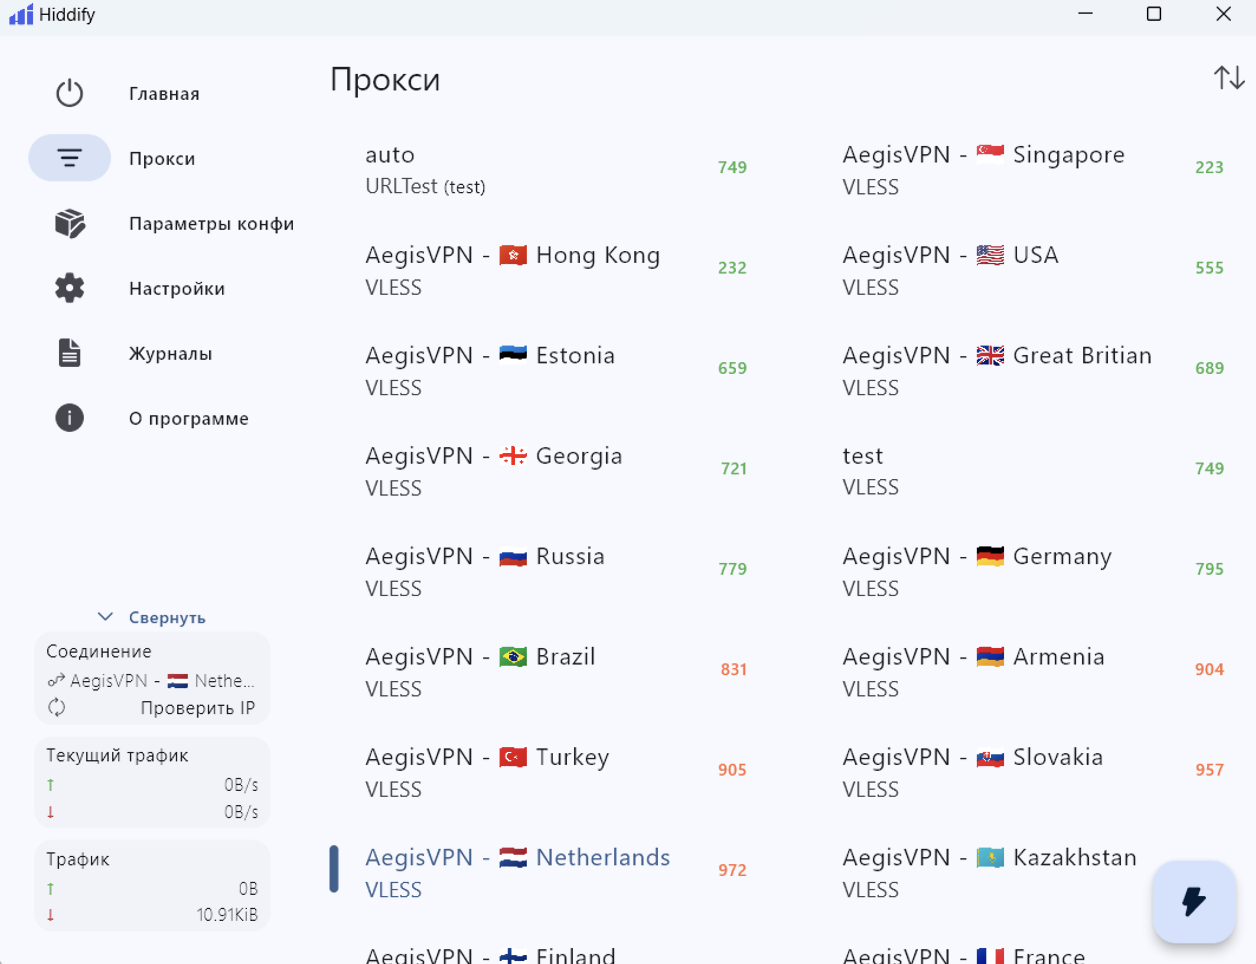 Hiddify
Главная
Прокси
Параметры конфи
Настройки
Журналы
О программе
Свернуть
Соединение
AegisVPN - Nethe...
Проверить IP
Текущий трафик
↑ 0B/s
↓ 0B/s
Трафик
↑ 0B
↓ 10.91KiB
Прокси
auto
URLTest (test)
749
AegisVPN - Singapore
VLESS
223
AegisVPN - Hong Kong
VLESS
232
AegisVPN - USA
VLESS
555
AegisVPN - Estonia
VLESS
659
AegisVPN - Great Britian
VLESS
689
AegisVPN - Georgia
VLESS
721
test
VLESS
749
AegisVPN - Russia
VLESS
779
AegisVPN - Germany
VLESS
795
AegisVPN - Brazil
VLESS
831
AegisVPN - Armenia
VLESS
904
AegisVPN - Turkey
VLESS
905
AegisVPN - Slovakia
VLESS
957
AegisVPN - Netherlands
VLESS
972
AegisVPN - Kazakhstan
VLESS
AegisVPN - Finland
AegisVPN - France